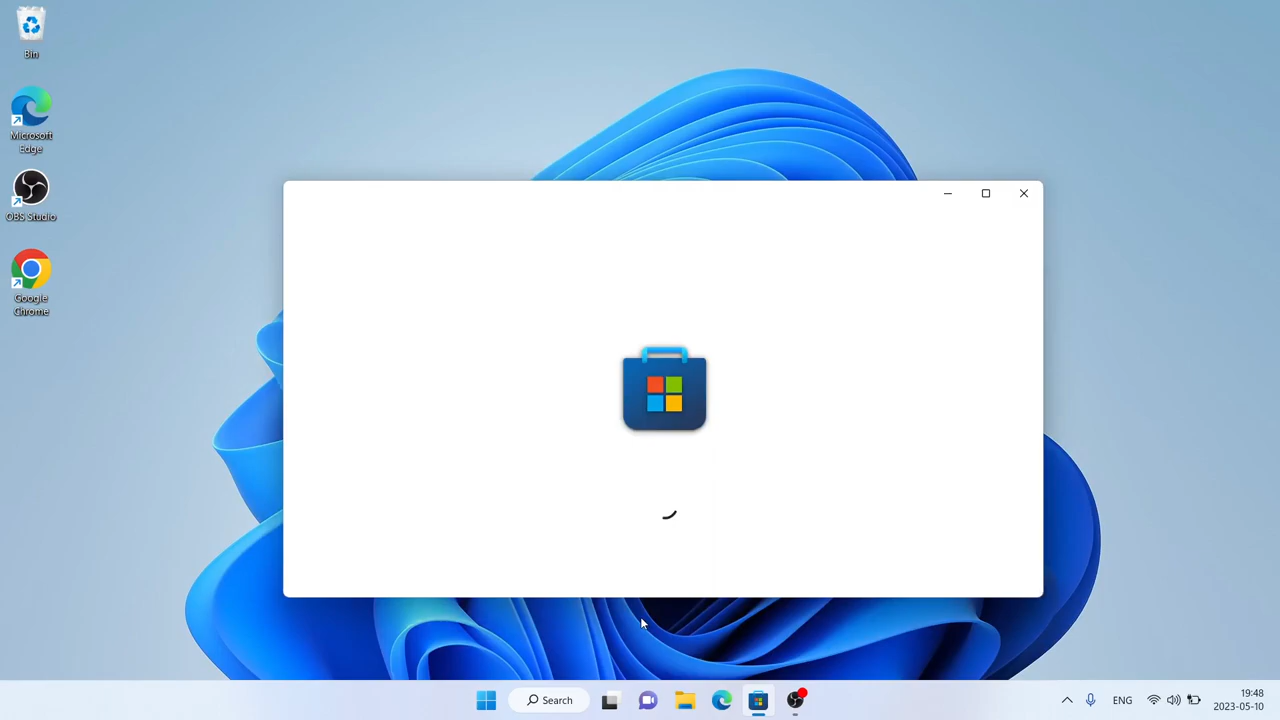 Bin
Microsoft
Edge
OBS Studio
Google
Chrome
Search
ENG
19:48
2023-05-10